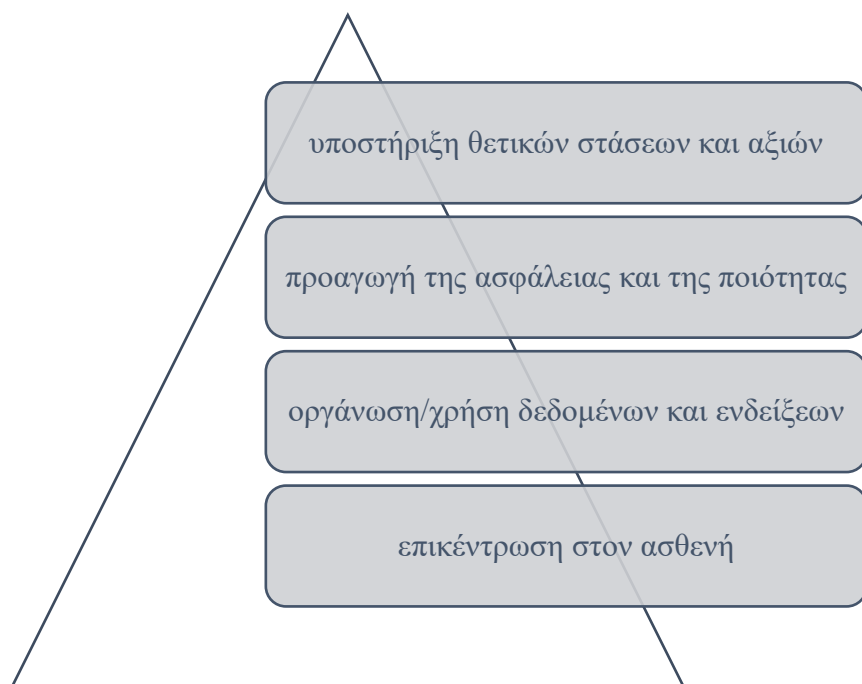 υποστήριξη θετικών στάσεων και αξιών
προαγωγή της ασφάλειας και της ποιότητας
οργάνωση/χρήση δεδομένων και ενδείξεων
επικέντρωση στον ασθενή